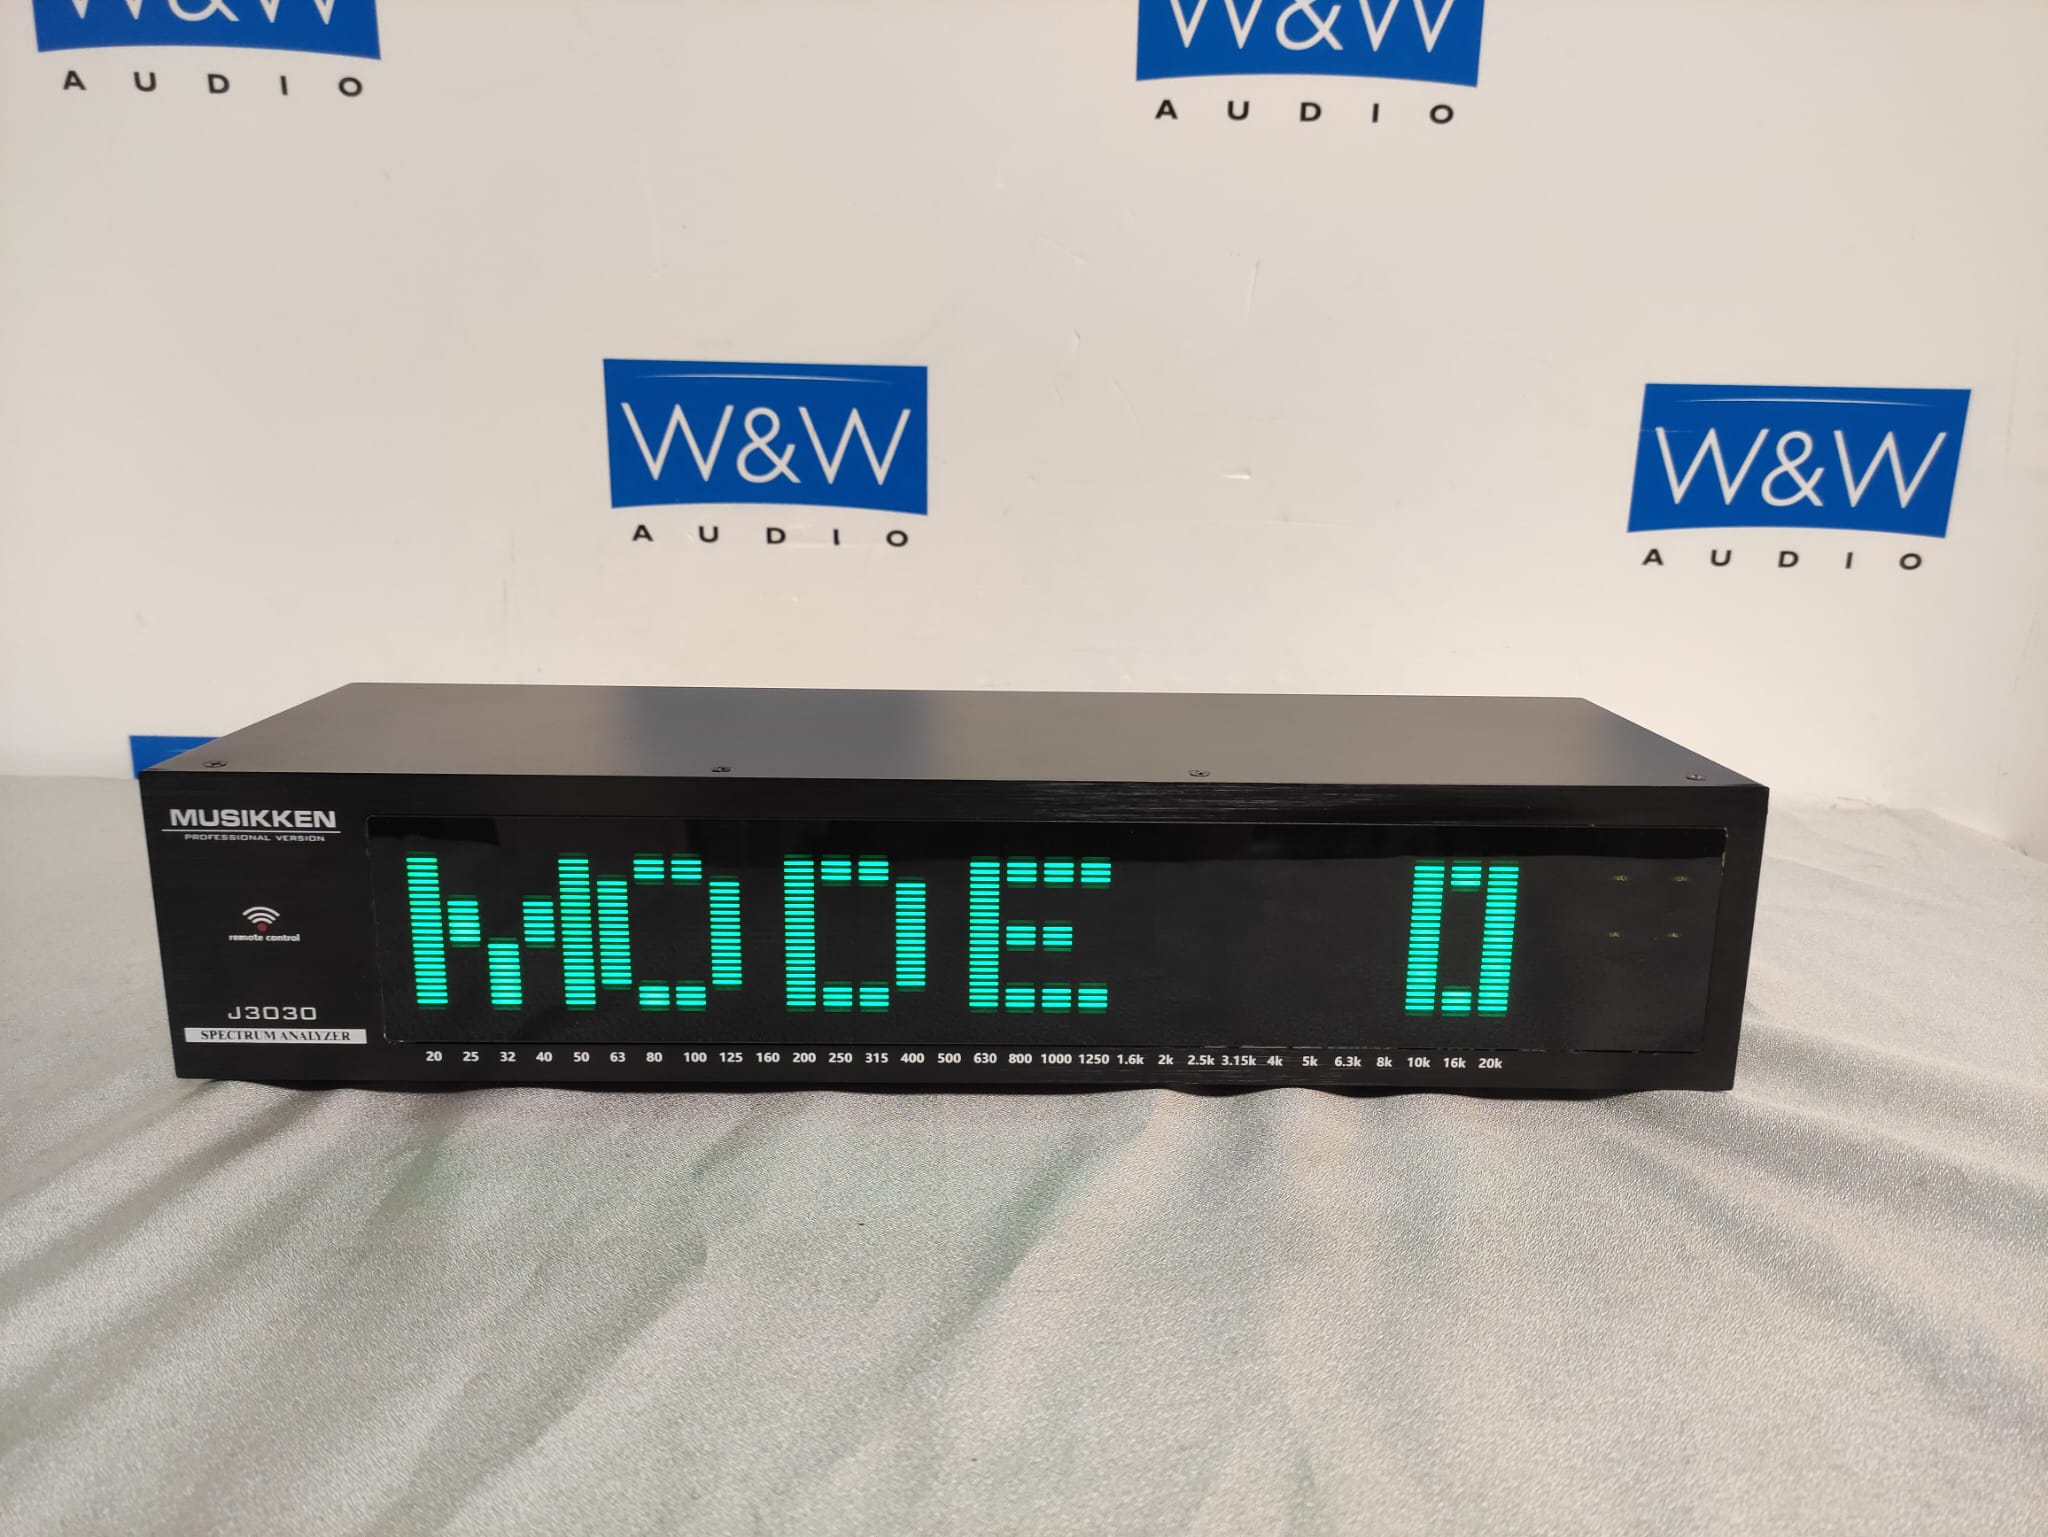 W&W
AUDIO
W&W
AUDIO
W&W
AUDIO
W&W
AUDIO
MUSIKKEN
PROFESSIONAL VERSION
remote control
J3030
SPECTRUM ANALYZER
MODE 0
20 25 32 40 50 63 80 100 125 160 200 250 315 400 500 630 800 1000 1250 1.6k 2k 2.5k 3.15k 4k 5k 6.3k 8k 10k 16k 20k